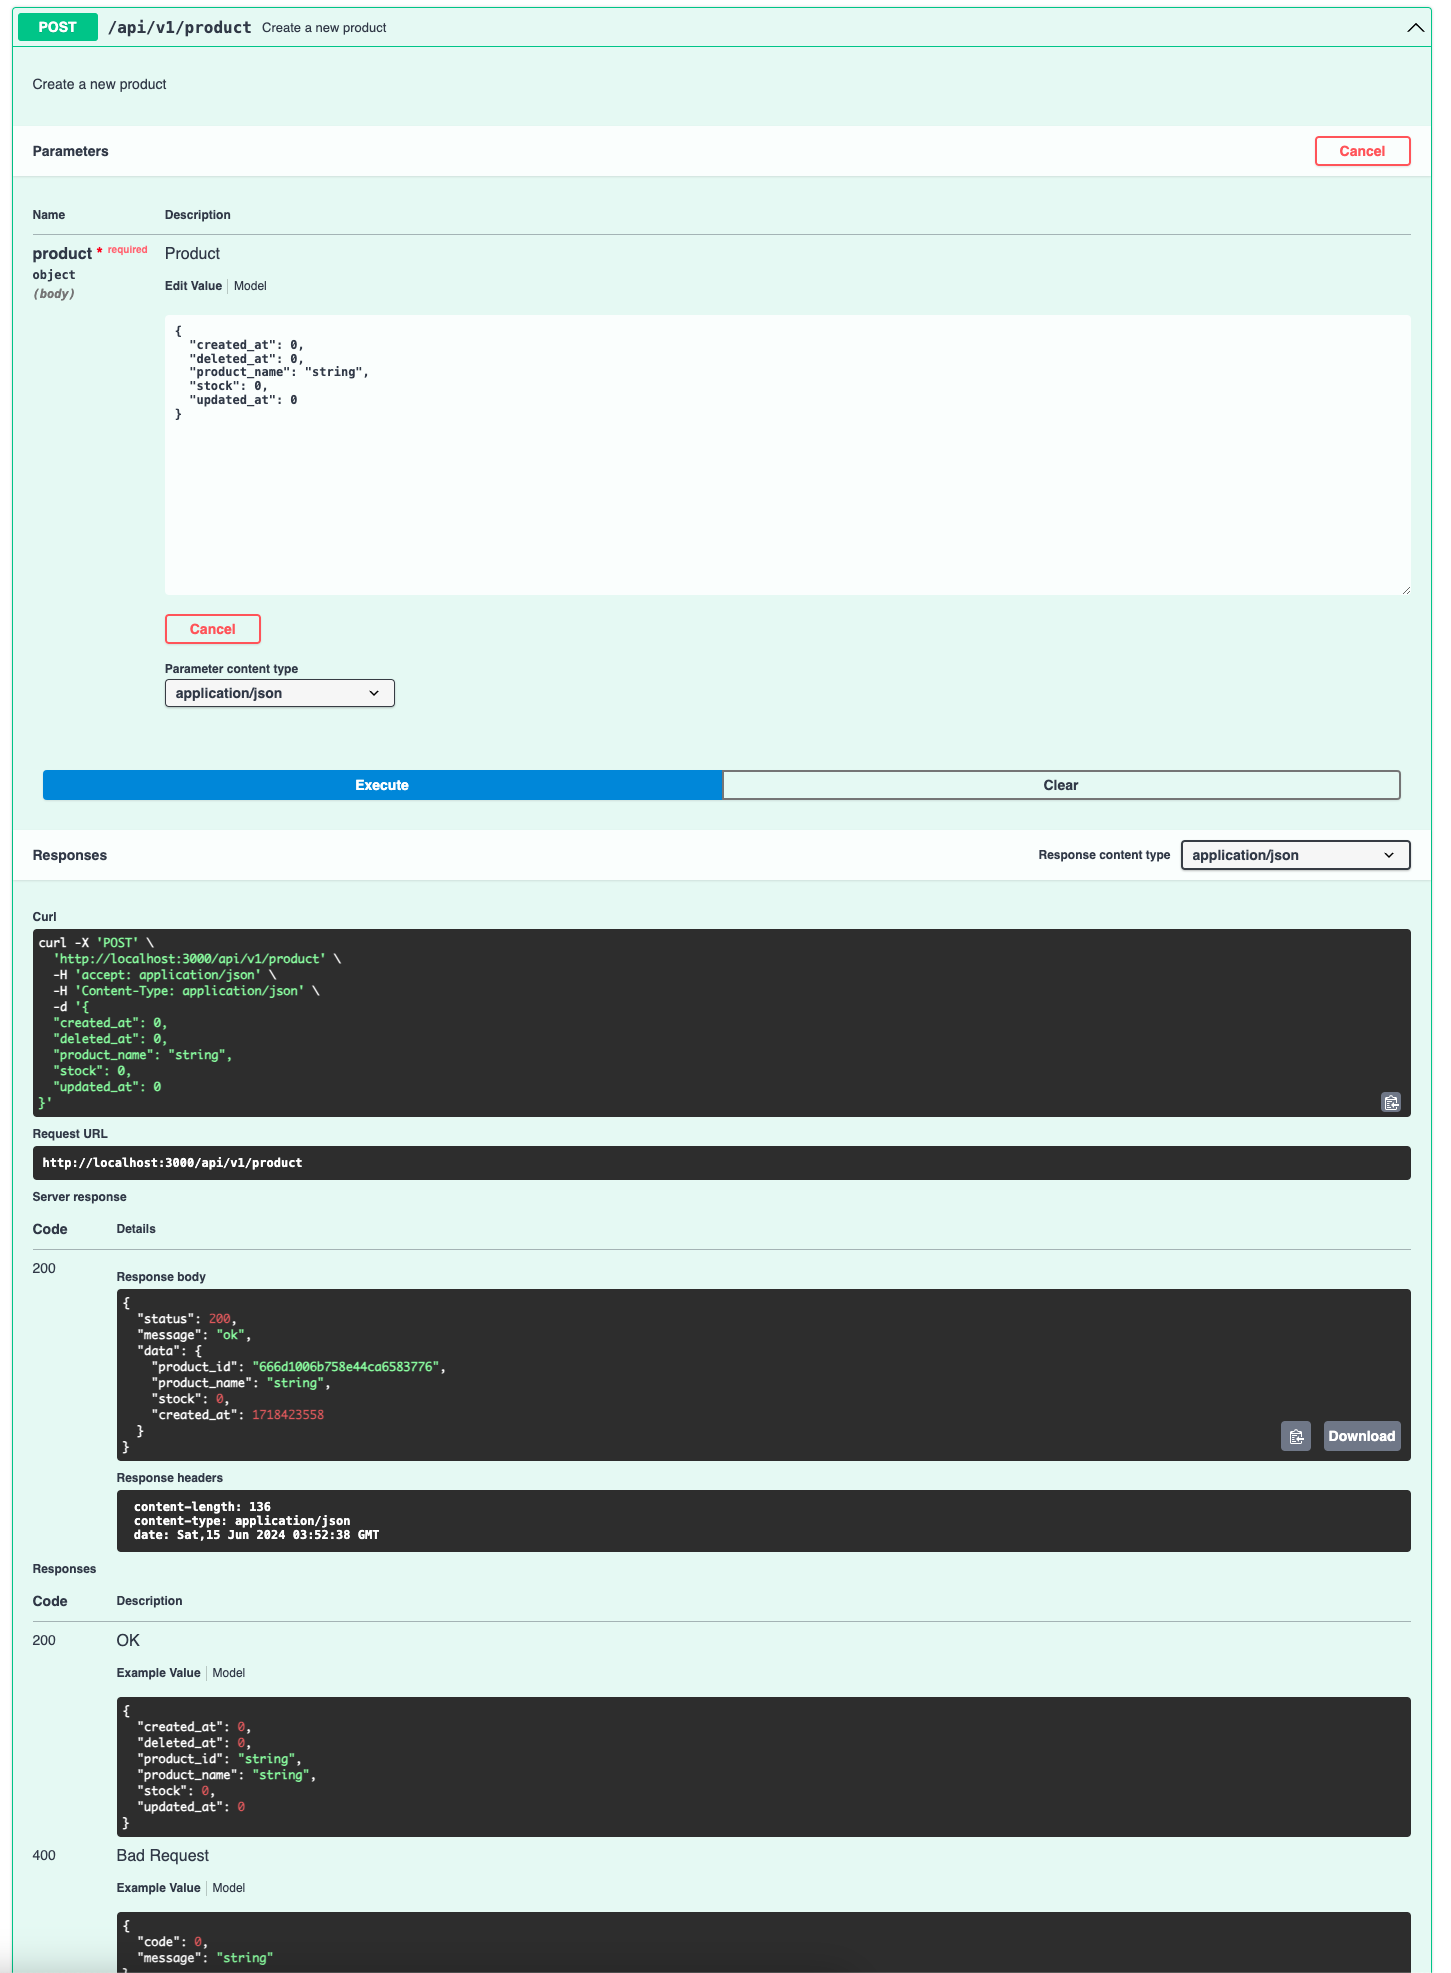 POST /api/v1/product Create a new product
Create a new product
Parameters Cancel
Name Description
product * required Product
object
(body)
Edit Value Model
{
"created_at": 0,
"deleted_at": 0,
"product_name": "string",
"stock": 0,
"updated_at": 0
}
Cancel
Parameter content type
application/json
Execute Clear
Responses Response content type application/json
Curl
curl -X 'POST' \
'http://localhost:3000/api/v1/product' \
-H 'accept: application/json' \
-H 'Content-Type: application/json' \
-d '{
"created_at": 0,
"deleted_at": 0,
"product_name": "string",
"stock": 0,
"updated_at": 0
}'
Request URL
http://localhost:3000/api/v1/product
Server response
Code Details
200
Response body
{
"status": 200,
"message": "ok",
"data": {
"product_id": "666d1006b758e44ca6583776",
"product_name": "string",
"stock": 0,
"created_at": 1718423558
}
}
Download
Response headers
content-length: 136
content-type: application/json
date: Sat,15 Jun 2024 03:52:38 GMT
Responses
Code Description
200 OK
Example Value Model
{
"created_at": 0,
"deleted_at": 0,
"product_id": "string",
"product_name": "string",
"stock": 0,
"updated_at": 0
}
400 Bad Request
Example Value Model
{
"code": 0,
"message": "string"
}